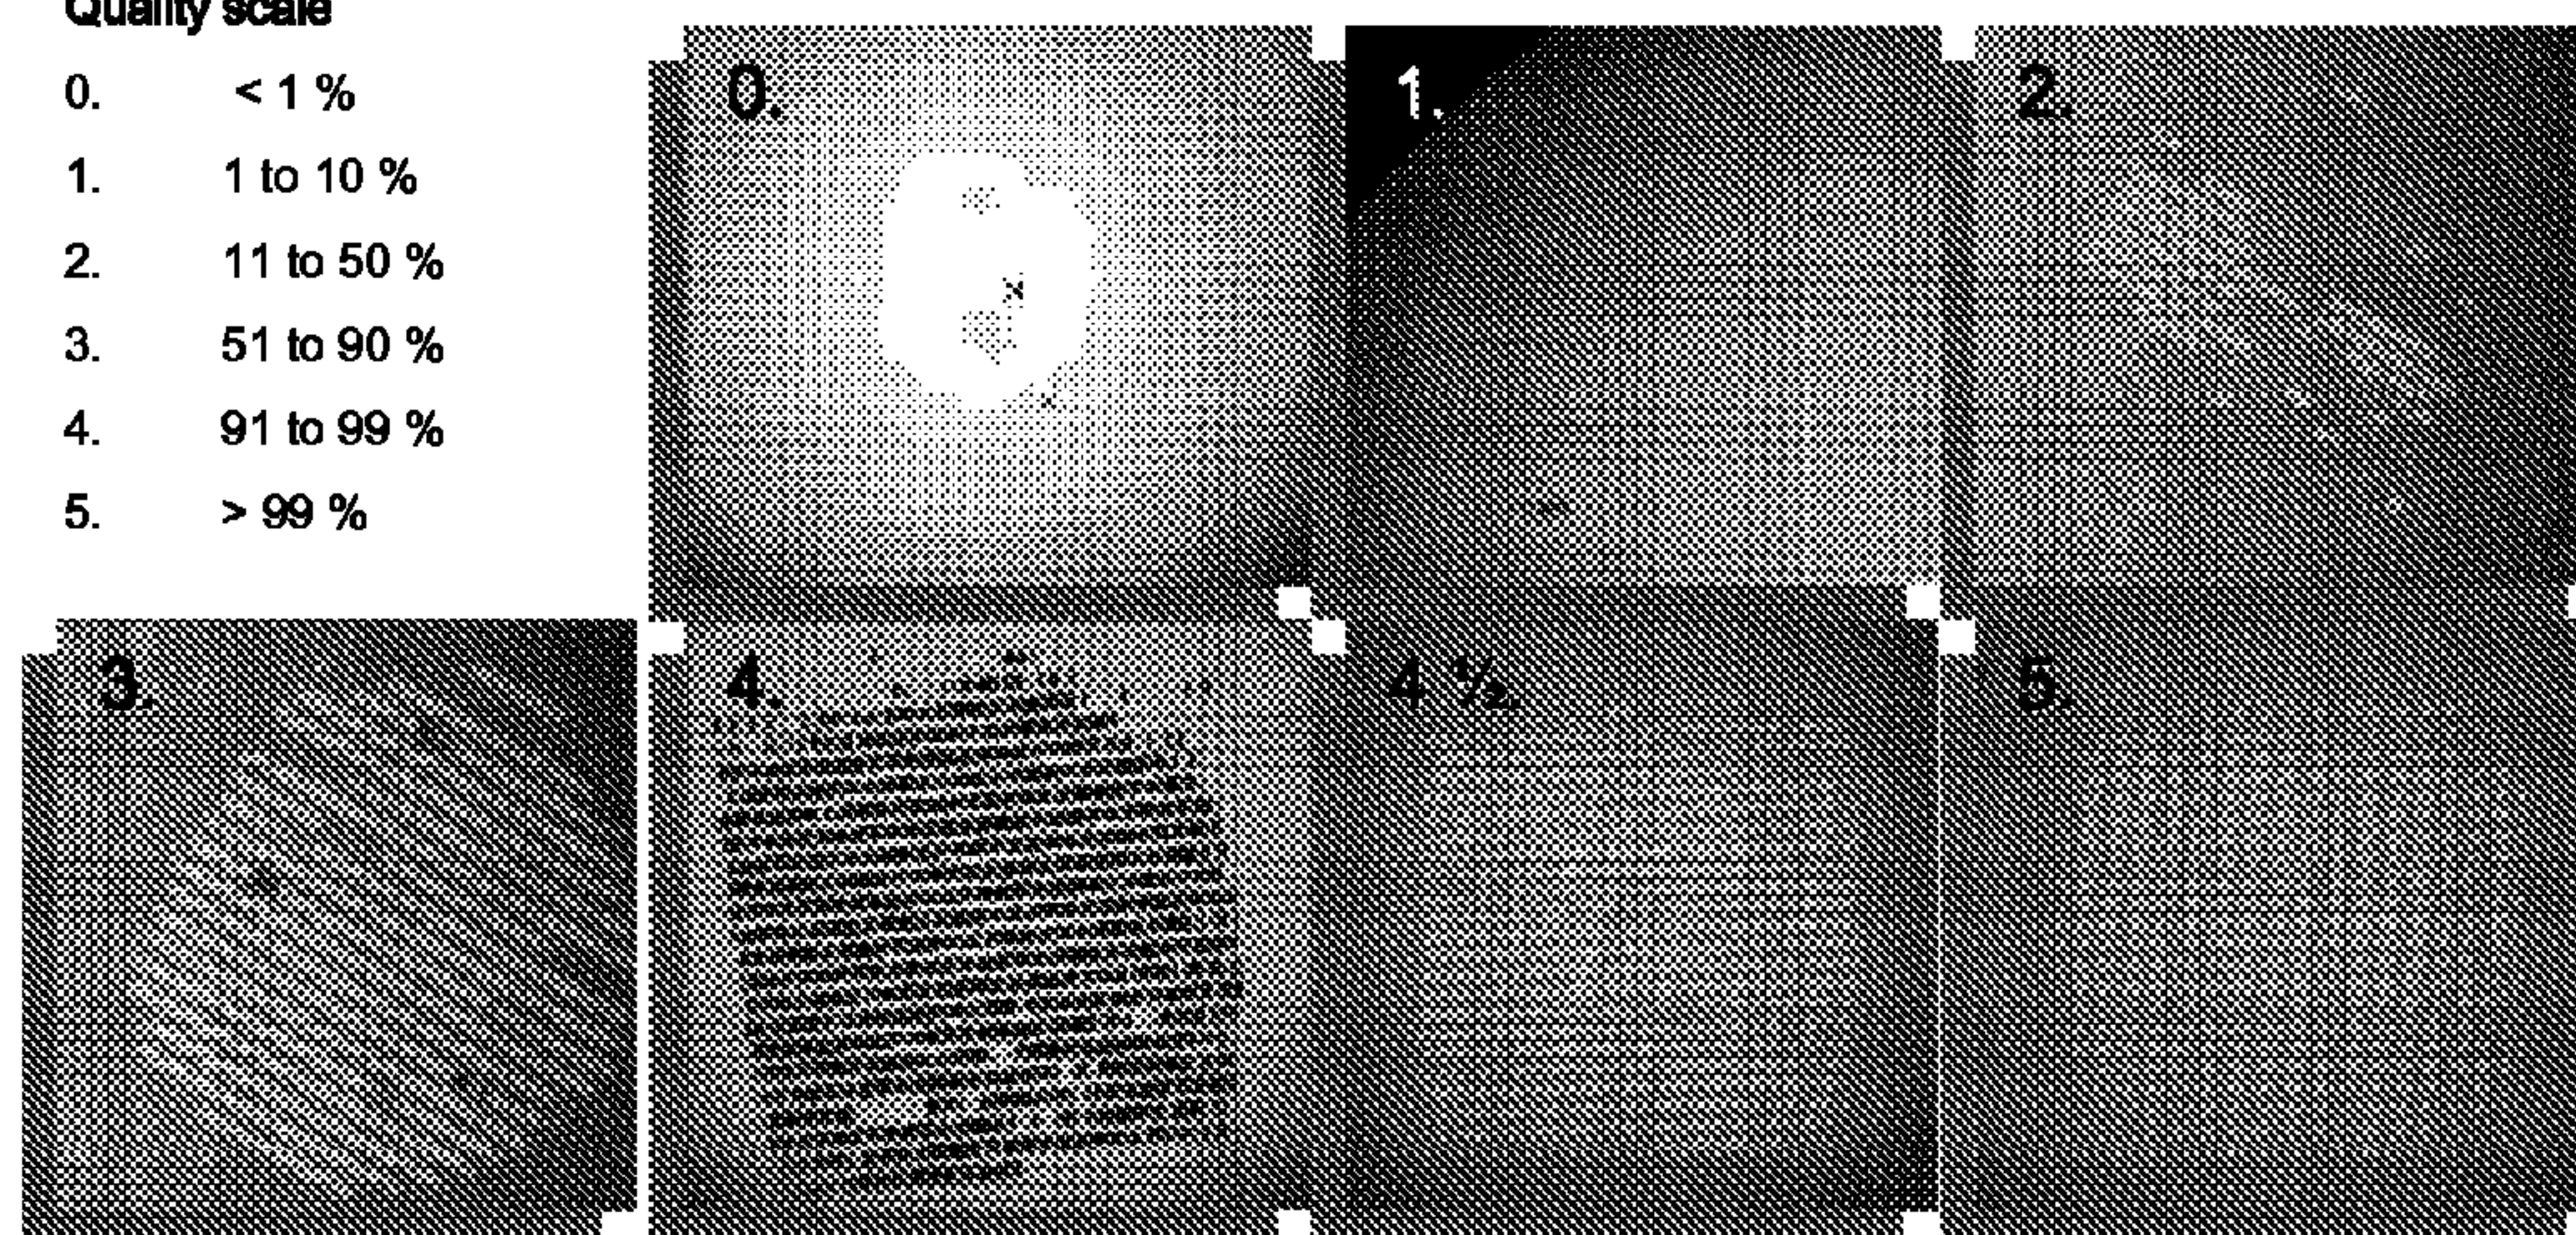 Quality scale
0. < 1 %
1. 1 to 10 %
2. 11 to 50 %
3. 51 to 90 %
4. 91 to 99 %
5. > 99 %
0.
1.
2.
3.
4.
4 ½.
5.